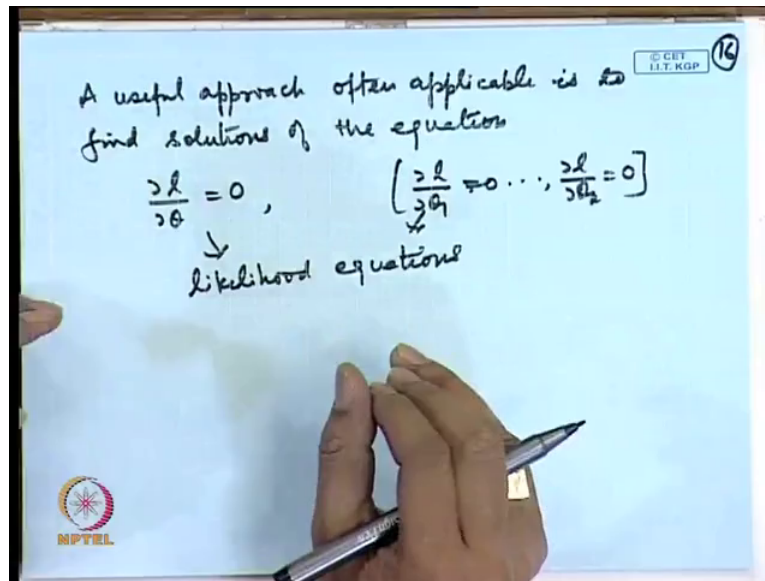 © CET
I.I.T. KGP
16
A useful approach often applicable is to
find solutions of the equation
∂l/∂θ = 0, [∂l/∂θ₁ = 0 ..., ∂l/∂θ₂ = 0]
likelihood equations
NPTEL